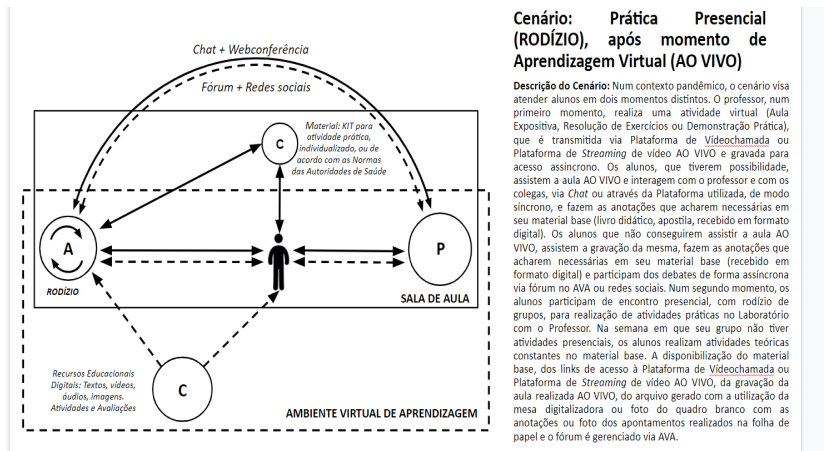 Chat + Webconferência
Fórum + Redes sociais
Material: KIT para
atividade prática,
individualizado, ou de
acordo com as Normas
das Autoridades de Saúde
C
A
P
RODÍZIO
SALA DE AULA
Recursos Educacionais
Digitais: Textos, vídeos,
áudios, imagens.
Atividades e Avaliações
C
AMBIENTE VIRTUAL DE APRENDIZAGEM
Cenário: Prática Presencial
(RODÍZIO), após momento de
Aprendizagem Virtual (AO VIVO)
Descrição do Cenário: Num contexto pandêmico, o cenário visa
atender alunos em dois momentos distintos. O professor, num
primeiro momento, realiza uma atividade virtual (Aula
Expositiva, Resolução de Exercícios ou Demonstração Prática),
que é transmitida via Plataforma de Vídeochamada ou
Plataforma de Streaming de vídeo AO VIVO e gravada para
acesso assíncrono. Os alunos, que tiverem possibilidade,
assistem a aula AO VIVO e interagem com o professor e com os
colegas, via Chat ou através da Plataforma utilizada, de modo
síncrono, e fazem as anotações que acharem necessárias em
seu material base (livro didático, apostila, recebido em formato
digital). Os alunos que não conseguirem assistir a aula AO
VIVO, assistem a gravação da mesma, fazem as anotações que
acharem necessárias em seu material base (recebido em
formato digital) e participam dos debates de forma assíncrona
via fórum no AVA ou redes sociais. Num segundo momento, os
alunos participam de encontro presencial, com rodízio de
grupos, para realização de atividades práticas no Laboratório
com o Professor. Na semana em que seu grupo não tiver
atividades presenciais, os alunos realizam atividades teóricas
constantes no material base. A disponibilização do material
base, dos links de acesso à Plataforma de Vídeochamada ou
Plataforma de Streaming de vídeo AO VIVO, da gravação da
aula realizada AO VIVO, do arquivo gerado com a utilização da
mesa digitalizadora ou foto do quadro branco com as
anotações ou foto dos apontamentos realizados na folha de
papel e o fórum é gerenciado via AVA.